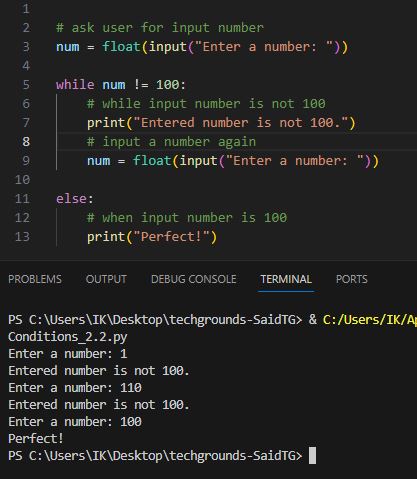 1
2 # ask user for input number
3 num = float(input("Enter a number: "))
4
5 while num != 100:
6 # while input number is not 100
7 print("Entered number is not 100.")
8 # input a number again
9 num = float(input("Enter a number: "))
10
11 else:
12 # when input number is 100
13 print("Perfect!")
PROBLEMS OUTPUT DEBUG CONSOLE TERMINAL PORTS
PS C:\Users\IK\Desktop\techgrounds-SaidTG> & C:/Users/IK/Ap
Conditions_2.2.py
Enter a number: 1
Entered number is not 100.
Enter a number: 110
Entered number is not 100.
Enter a number: 100
Perfect!
PS C:\Users\IK\Desktop\techgrounds-SaidTG>